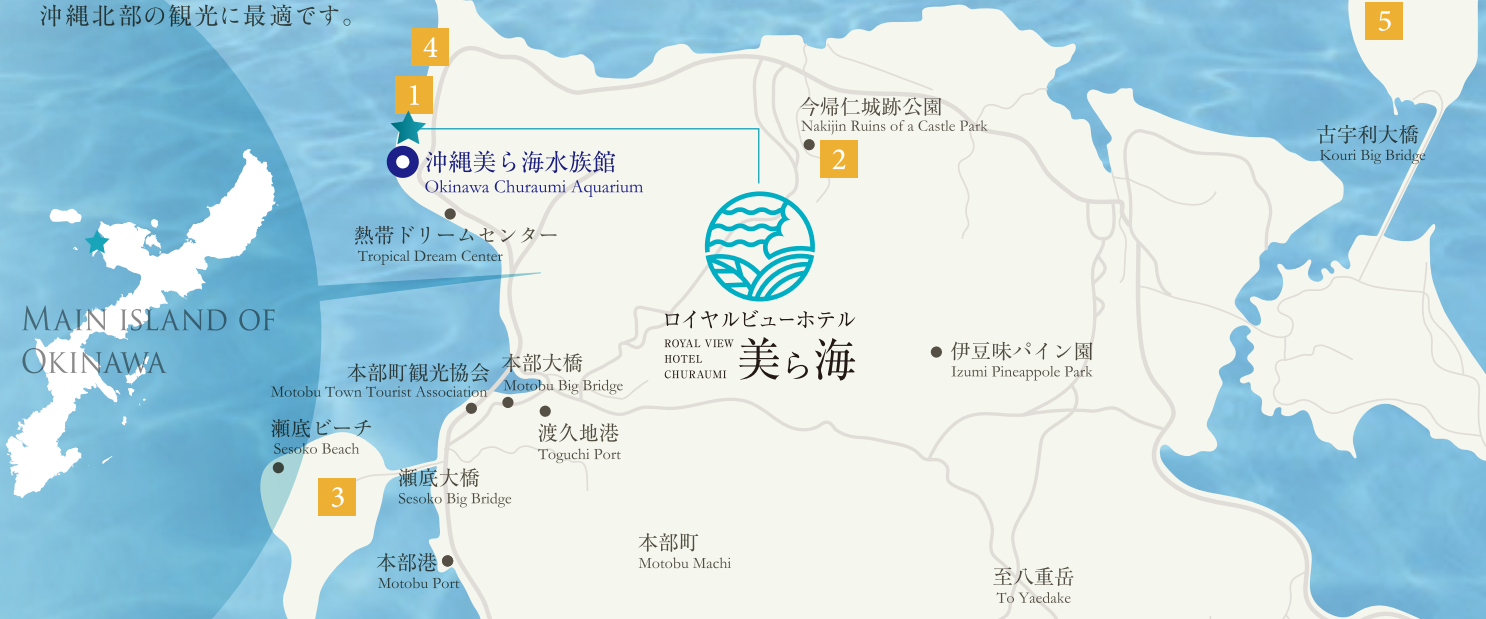 沖縄北部の観光に最適です。
4
5
1
今帰仁城跡公園
Nakijin Ruins of a Castle Park
2
古宇利大橋
Kouri Big Bridge
沖縄美ら海水族館
Okinawa Churaumi Aquarium
熱帯ドリームセンター
Tropical Dream Center
MAIN ISLAND OF
OKINAWA
ロイヤルビューホテル
ROYAL VIEW
HOTEL
CHURAUMI
美ら海
伊豆味パイン園
Izumi Pineappole Park
本部大橋
Motobu Big Bridge
本部町観光協会
Motobu Town Tourist Association
渡久地港
Toguchi Port
瀬底ビーチ
Sesoko Beach
瀬底大橋
Sesoko Big Bridge
3
本部港
Motobu Port
本部町
Motobu Machi
至八重岳
To Yaedake